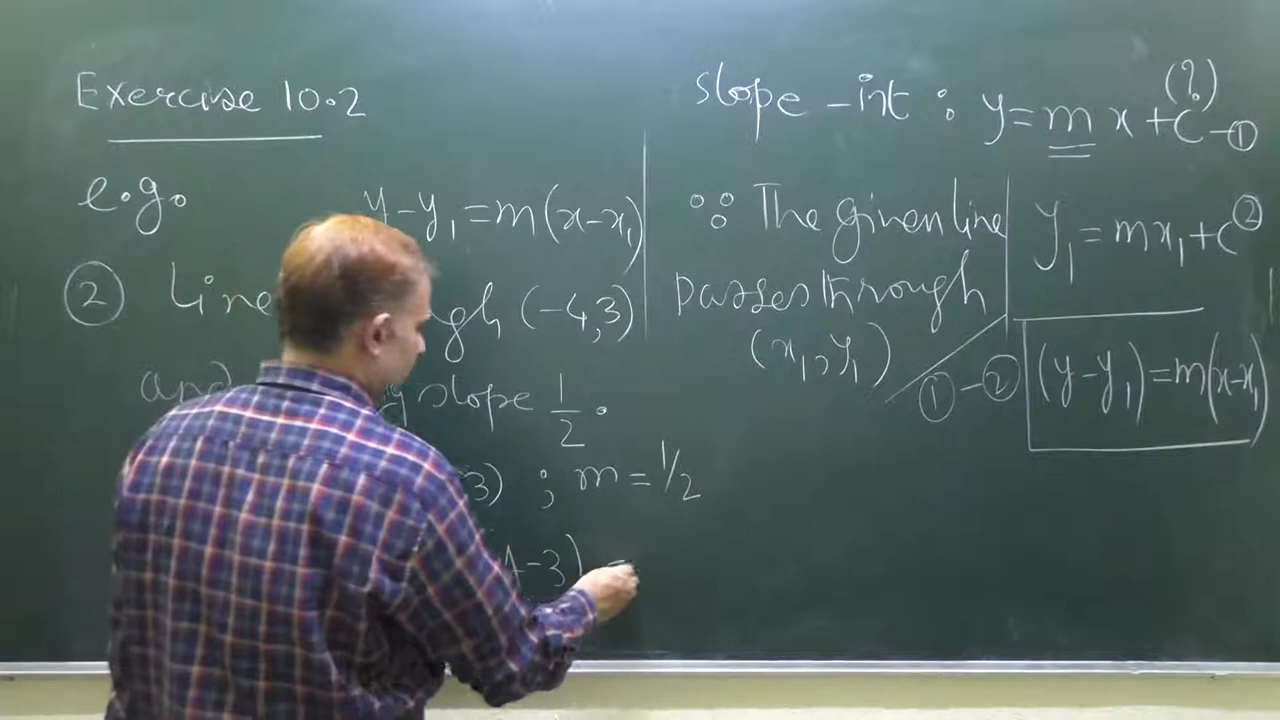 Exercise 10.2
e.g.
y-y₁=m(x-x₁)
② Line gh (-4,3)
slope 1/2.
3) ; m = 1/2
-3) =
slope-int : y=mx+c-①
(?)
∵ The given line
passes through
(x₁,y₁)
y₁=mx₁+c ②
①-②
(y-y₁)=m(x-x₁)